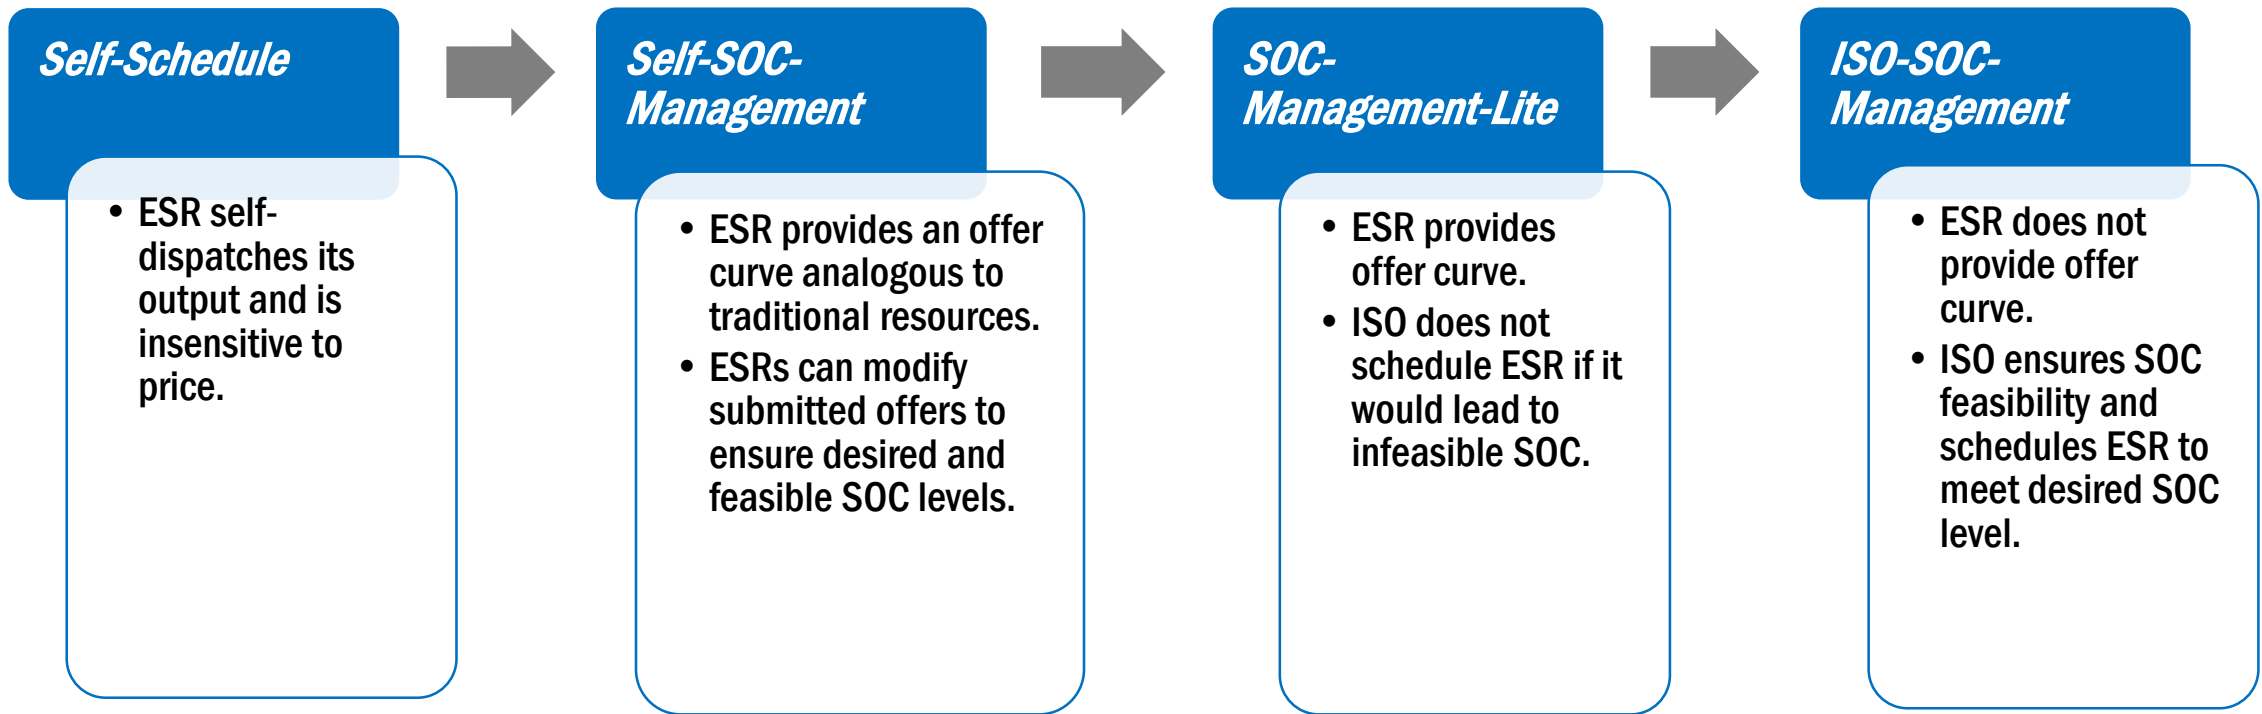 Self-Schedule
• ESR self-
dispatches its
output and is
insensitive to
price.
Self-SOC-
Management
• ESR provides an offer
curve analogous to
traditional resources.
• ESRs can modify
submitted offers to
ensure desired and
feasible SOC levels.
SOC-
Management-Lite
• ESR provides
offer curve.
• ISO does not
schedule ESR if it
would lead to
infeasible SOC.
ISO-SOC-
Management
• ESR does not
provide offer
curve.
• ISO ensures SOC
feasibility and
schedules ESR to
meet desired SOC
level.